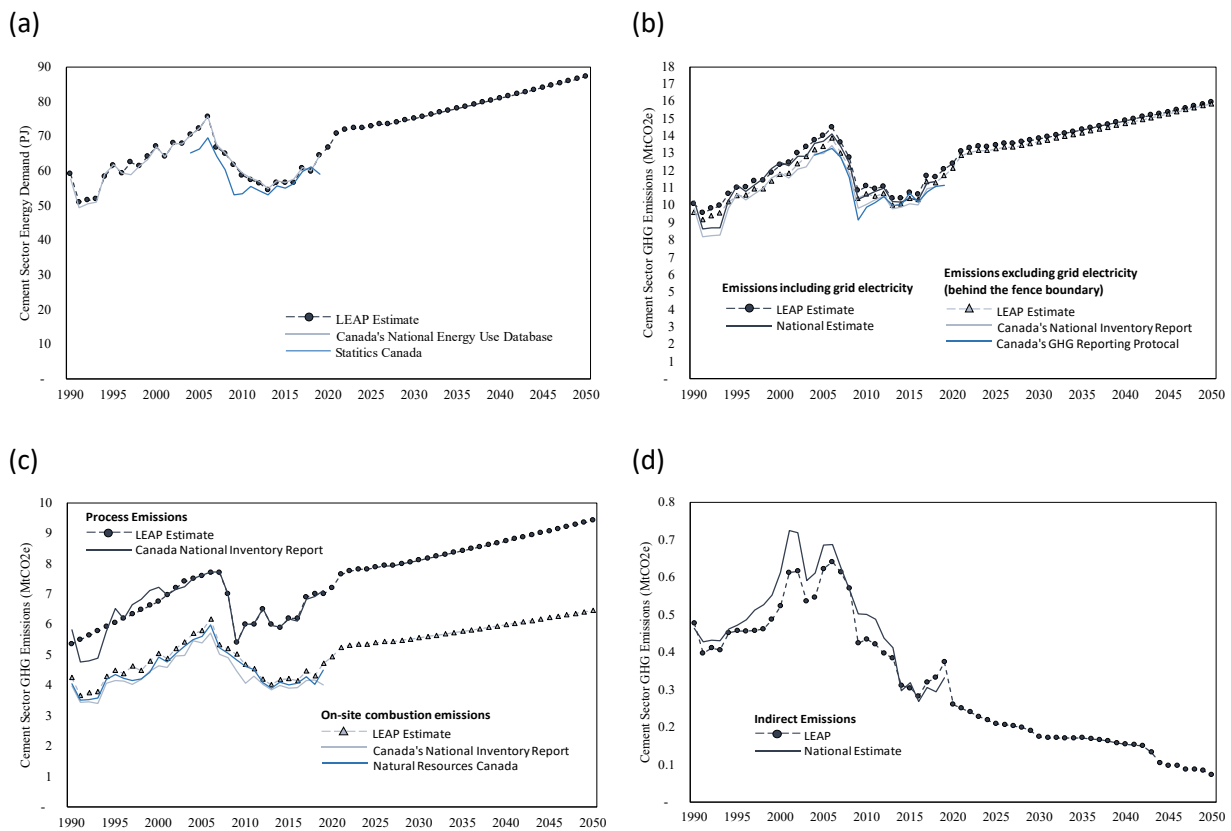 (a)
Cement Sector Energy Demand (PJ)
90
80
70
60
50
40
30
20
10
-
1990 1995 2000 2005 2010 2015 2020 2025 2030 2035 2040 2045 2050
LEAP Estimate
Canada's National Energy Use Database
Statitics Canada
(b)
Cement Sector GHG Emissions (MtCO2e)
18
17
16
15
14
13
12
11
10
9
8
7
6
5
4
3
2
1
-
1990 1995 2000 2005 2010 2015 2020 2025 2030 2035 2040 2045 2050
Emissions including grid electricity
LEAP Estimate
National Estimate
Emissions excluding grid electricity
(behind the fence boundary)
LEAP Estimate
Canada's National Inventory Report
Canada's GHG Reporting Protocal
(c)
Cement Sector GHG Emissions (MtCO2e)
10
9
8
7
6
5
4
3
2
1
-
1990 1995 2000 2005 2010 2015 2020 2025 2030 2035 2040 2045 2050
Process Emissions
LEAP Estimate
Canada National Inventory Report
On-site combustion emissions
LEAP Estimate
Canada's National Inventory Report
Natural Resources Canada
(d)
Cement Sector GHG Emissions (MtCO2e)
0.8
0.7
0.6
0.5
0.4
0.3
0.2
0.1
-
1990 1995 2000 2005 2010 2015 2020 2025 2030 2035 2040 2045 2050
Indirect Emissions
LEAP
National Estimate